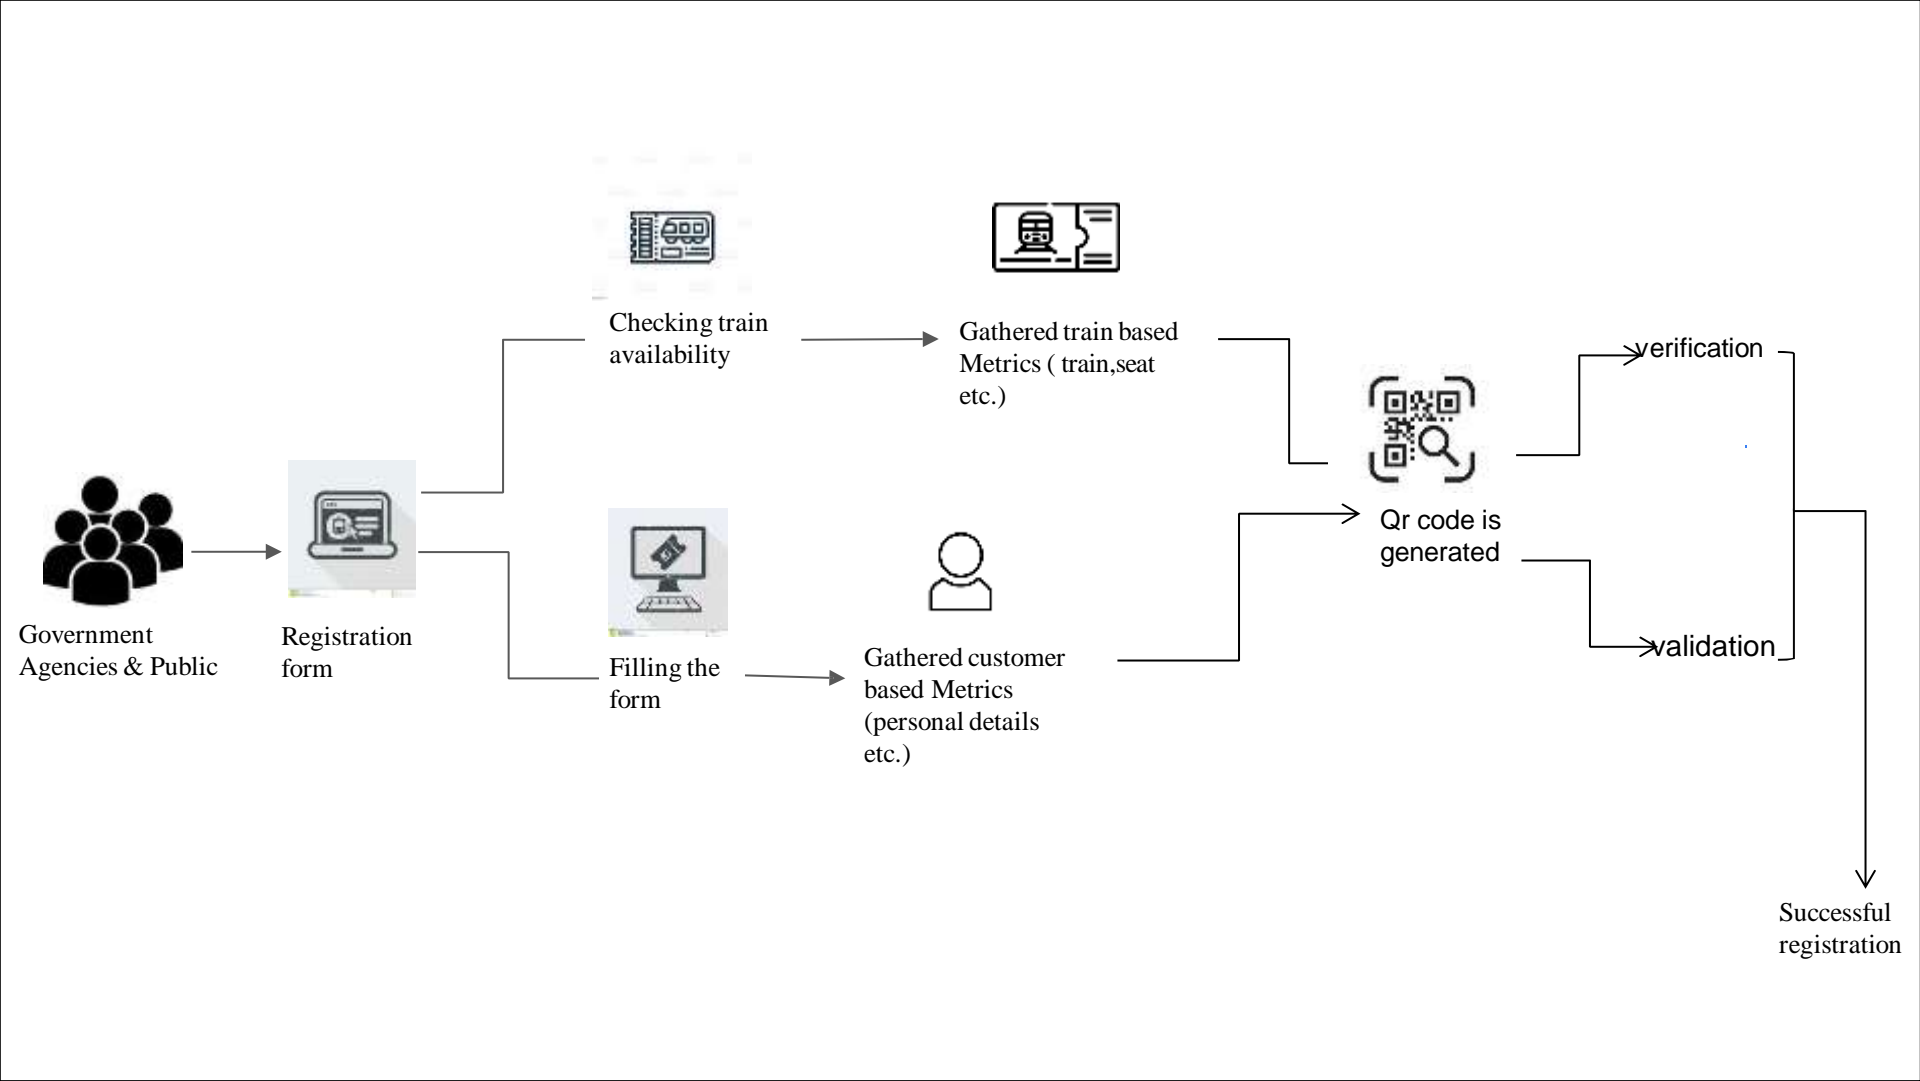 Checking train
availability
Gathered train based
Metrics ( train,seat
etc.)
verification
Qr code is
generated
Government
Agencies & Public
Registration
form
Filling the
form
Gathered customer
based Metrics
(personal details
etc.)
validation
Successful
registration